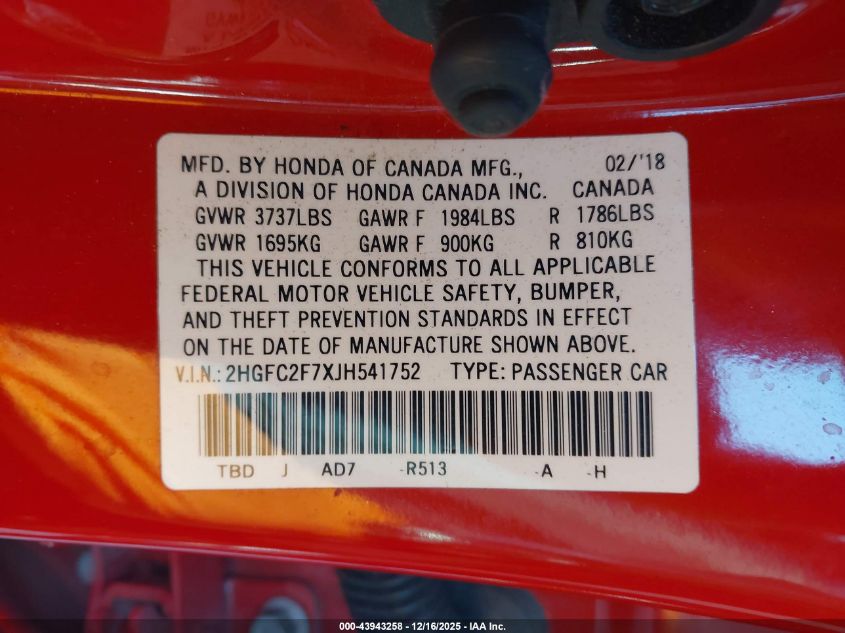 MFD. BY HONDA OF CANADA MFG., 02/'18
A DIVISION OF HONDA CANADA INC. CANADA
GVWR 3737LBS GAWR F 1984LBS R 1786LBS
GVWR 1695KG GAWR F 900KG R 810KG
THIS VEHICLE CONFORMS TO ALL APPLICABLE
FEDERAL MOTOR VEHICLE SAFETY, BUMPER,
AND THEFT PREVENTION STANDARDS IN EFFECT
ON THE DATE OF MANUFACTURE SHOWN ABOVE.
V.I.N.: 2HGFC2F7XJH541752 TYPE: PASSENGER CAR
TBD J AD7 -R513 -A -H
000-43943258 - 12/16/2025 - IAA Inc.